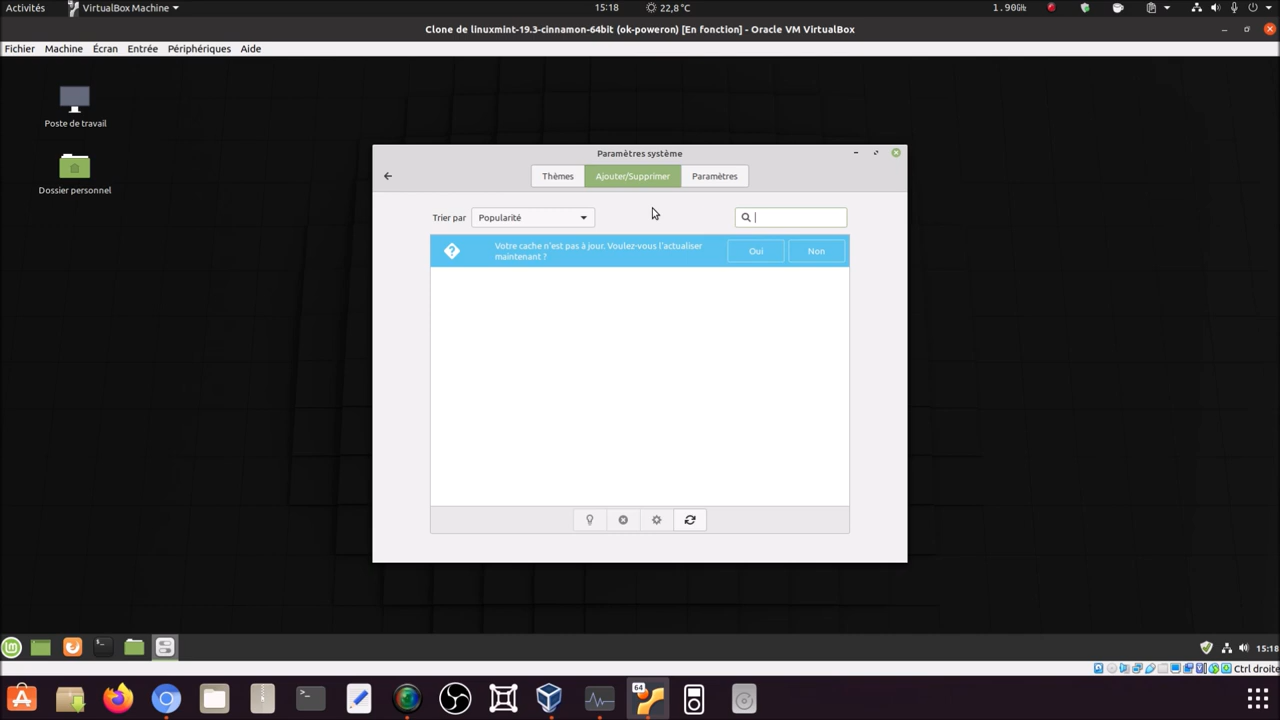 Activités
VirtualBox Machine
15:18
22,8 °C
1.90GHz
Clone de linuxmint-19.3-cinnamon-64bit (ok-poweron) [En fonction] - Oracle VM VirtualBox
Fichier Machine Écran Entrée Périphériques Aide
Poste de travail
Dossier personnel
Paramètres système
Thèmes Ajouter/Supprimer Paramètres
Trier par Popularité
Votre cache n'est pas à jour. Voulez-vous l'actualiser
maintenant ?
Oui Non
15:18
Ctrl droite
64